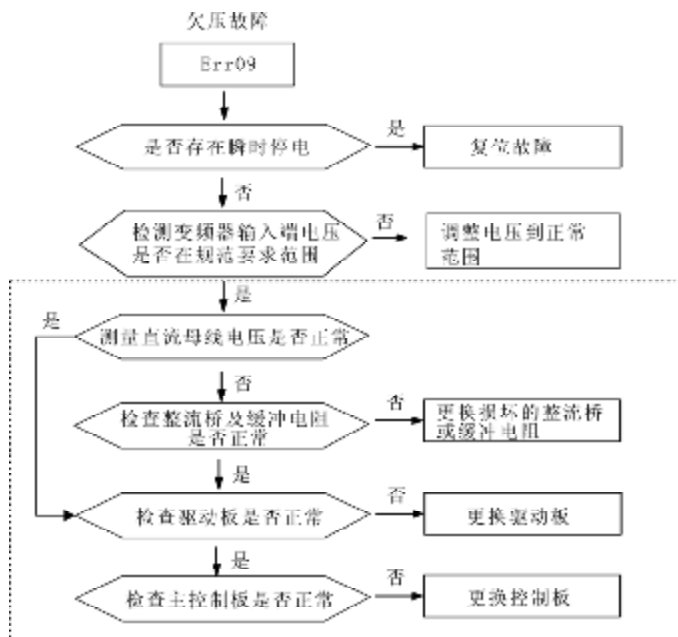 欠压故障
Err09
是否存在瞬时停电
是
复位故障
否
检测变频器输入端电压
是否在规范要求范围
否
调整电压到正常
范围
是
是
测量直流母线电压是否正常
否
检查整流桥及缓冲电阻
是否正常
否
更换损坏的整流桥
或缓冲电阻
是
检查驱动板是否正常
否
更换驱动板
是
检查主控制板是否正常
否
更换控制板